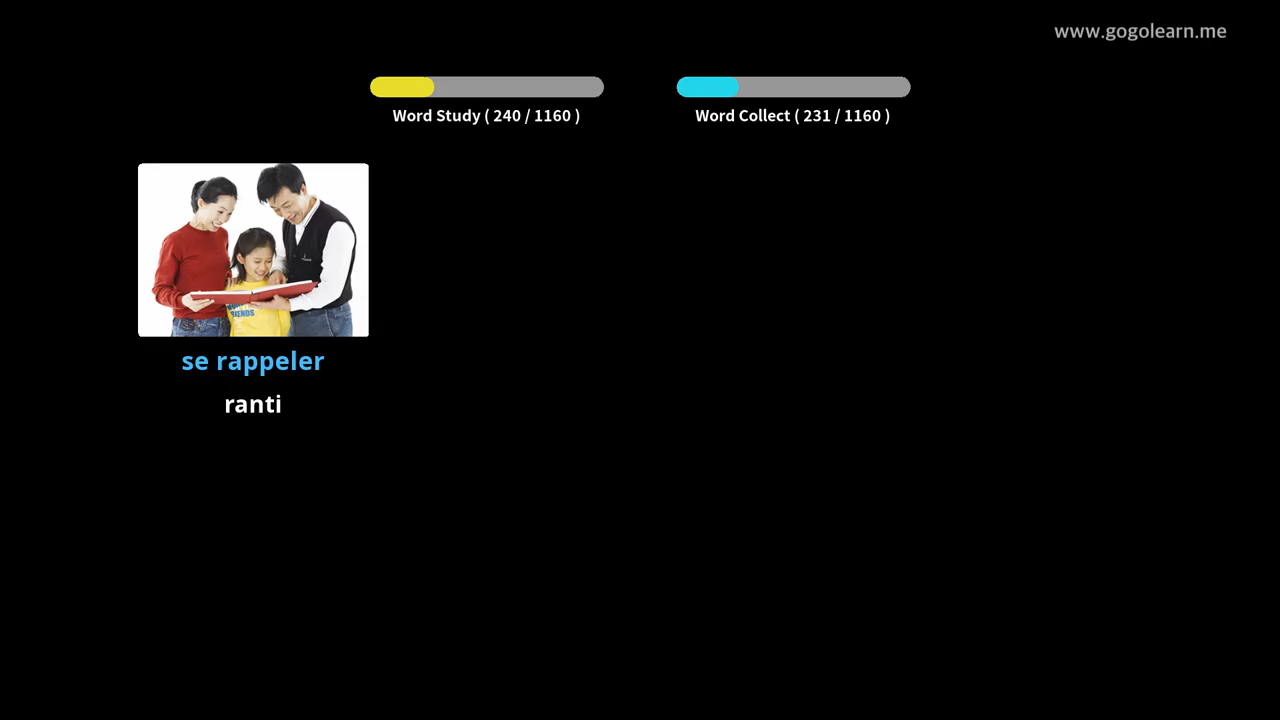 www.gogolearn.me
Word Study ( 240 / 1160 )
Word Collect ( 231 / 1160 )
se rappeler
ranti